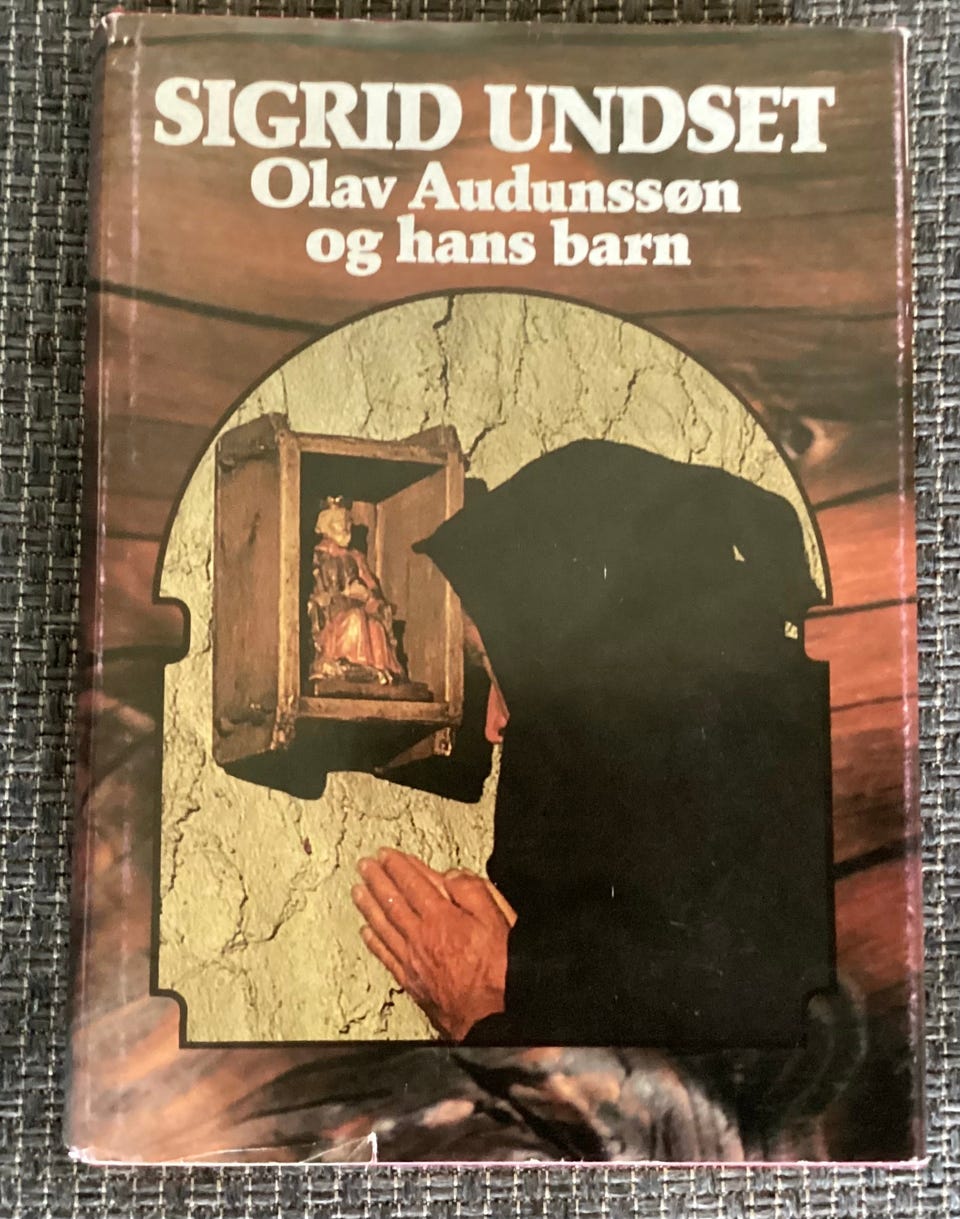 SIGRID UNDSET
Olav Audunssøn
og hans barn